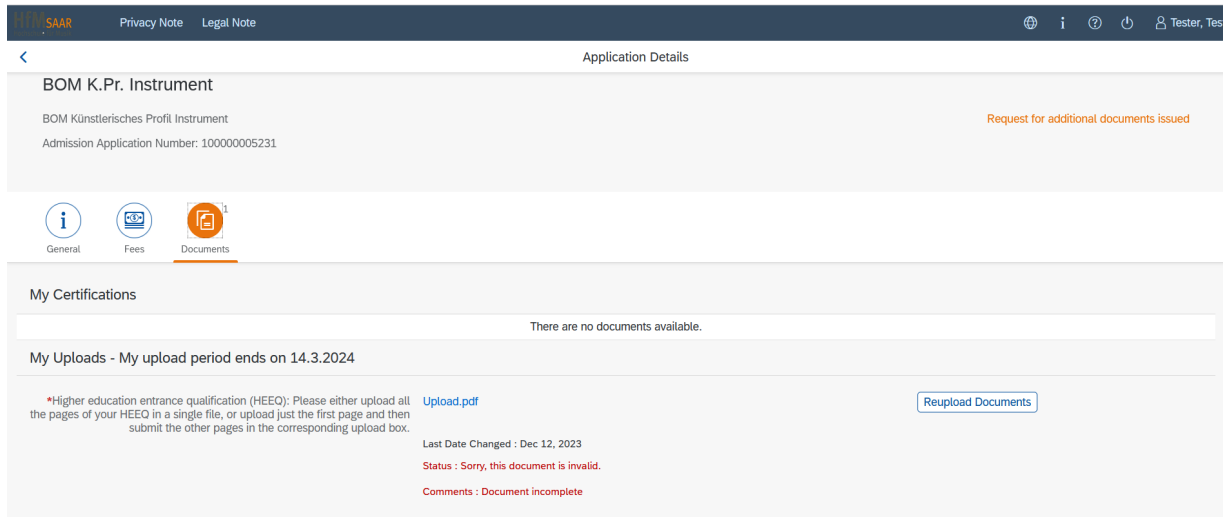 HfM SAAR Privacy Note Legal Note Tester, Tes
Application Details
BOM K.Pr. Instrument
BOM Künstlerisches Profil Instrument
Request for additional documents issued
Admission Application Number: 100000005231
1
General Fees Documents
My Certifications
There are no documents available.
My Uploads - My upload period ends on 14.3.2024
*Higher education entrance qualification (HEEQ): Please either upload all
the pages of your HEEQ in a single file, or upload just the first page and then
submit the other pages in the corresponding upload box.
Upload.pdf
Reupload Documents
Last Date Changed : Dec 12, 2023
Status : Sorry, this document is invalid.
Comments : Document incomplete